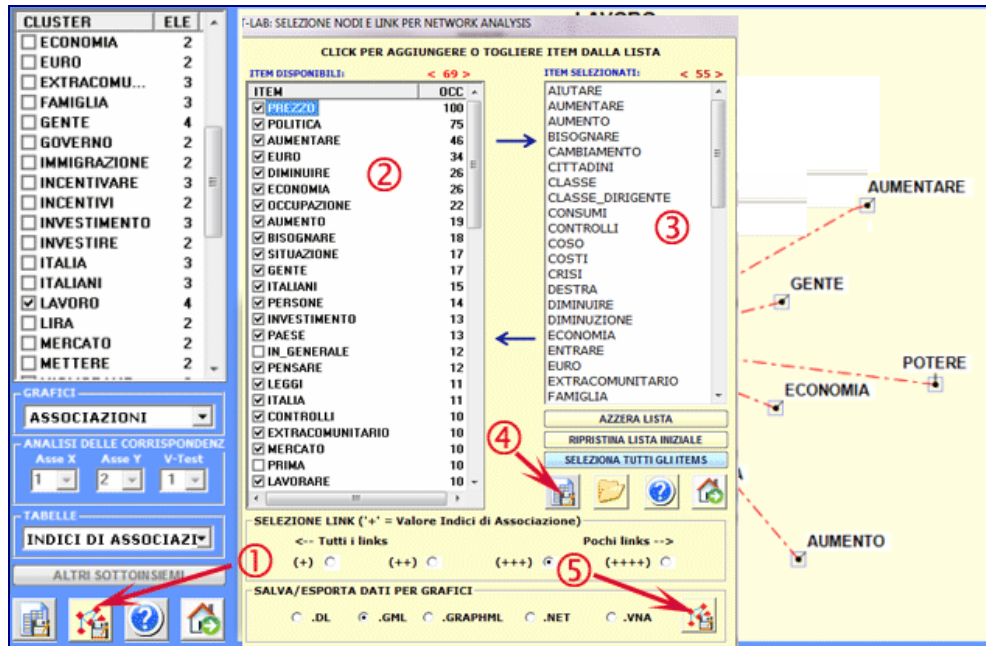 CLUSTER ELE
ECONOMIA 2
EURO 2
EXTRACOMU... 3
FAMIGLIA 3
GENTE 4
GOVERNO 2
IMMIGRAZIONE 2
INCENTIVARE 3
INCENTIVI 2
INVESTIMENTO 3
INVESTIRE 2
ITALIA 3
ITALIANI 3
LAVORO 4
LIRA 2
MERCATO 2
METTERE 2
GRAFICI
ASSOCIAZIONI
ANALISI DELLE CORRISPONDENZ
Asse X Asse Y V-Test
1 2 1
TABELLE
INDICI DI ASSOCIAZI
ALTRI SOTTOINSIEMI
1
T-LAB: SELEZIONE NODI E LINK PER NETWORK ANALYSIS
CLICK PER AGGIUNGERE O TOGLIERE ITEM DALLA LISTA
ITEM DISPONIBILI: < 69 >
ITEM OCC
PREZZO 100
POLITICA 75
AUMENTARE 46
EURO 34
DIMINUIRE 26
ECONOMIA 26
OCCUPAZIONE 22
AUMENTO 19
BISOGNARE 18
SITUAZIONE 17
GENTE 17
ITALIANI 15
PERSONE 14
INVESTIMENTO 13
PAESE 13
IN_GENERALE 12
PENSARE 12
LEGGI 11
ITALIA 11
CONTROLLI 10
EXTRACOMUNITARIO 10
MERCATO 10
PRIMA 10
LAVORARE 10
2
ITEM SELEZIONATI: < 55 >
AIUTARE
AUMENTARE
AUMENTO
BISOGNARE
CAMBIAMENTO
CITTADINI
CLASSE
CLASSE_DIRIGENTE
CONSUMI
CONTROLLI
COSO
COSTI
CRISI
DESTRA
DIMINUIRE
DIMINUZIONE
ECONOMIA
ENTRARE
EURO
EXTRACOMUNITARIO
FAMIGLIA
3
AZZERA LISTA
RIPRISTINA LISTA INIZIALE
SELEZIONA TUTTI GLI ITEMS
4
SELEZIONE LINK ('+' = Valore Indici di Associazione)
<-- Tutti i links Pochi links -->
(+) (++) (+++) (++++)
5
SALVA/ESPORTA DATI PER GRAFICI
.DL .GML .GRAPHML .NET .VNA
LAVORO
AUMENTARE
GENTE
POTERE
ECONOMIA
AUMENTO